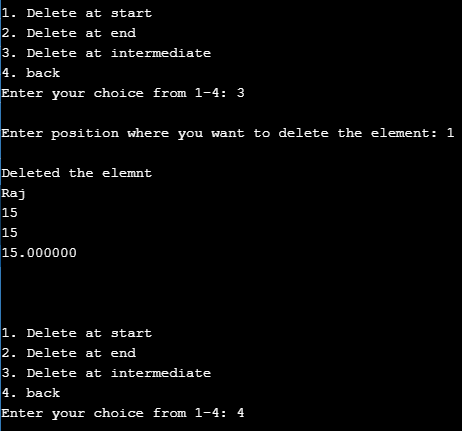 1. Delete at start
2. Delete at end
3. Delete at intermediate
4. back
Enter your choice from 1-4: 3
Enter position where you want to delete the element: 1
Deleted the elemnt
Raj
15
15
15.000000
1. Delete at start
2. Delete at end
3. Delete at intermediate
4. back
Enter your choice from 1-4: 4